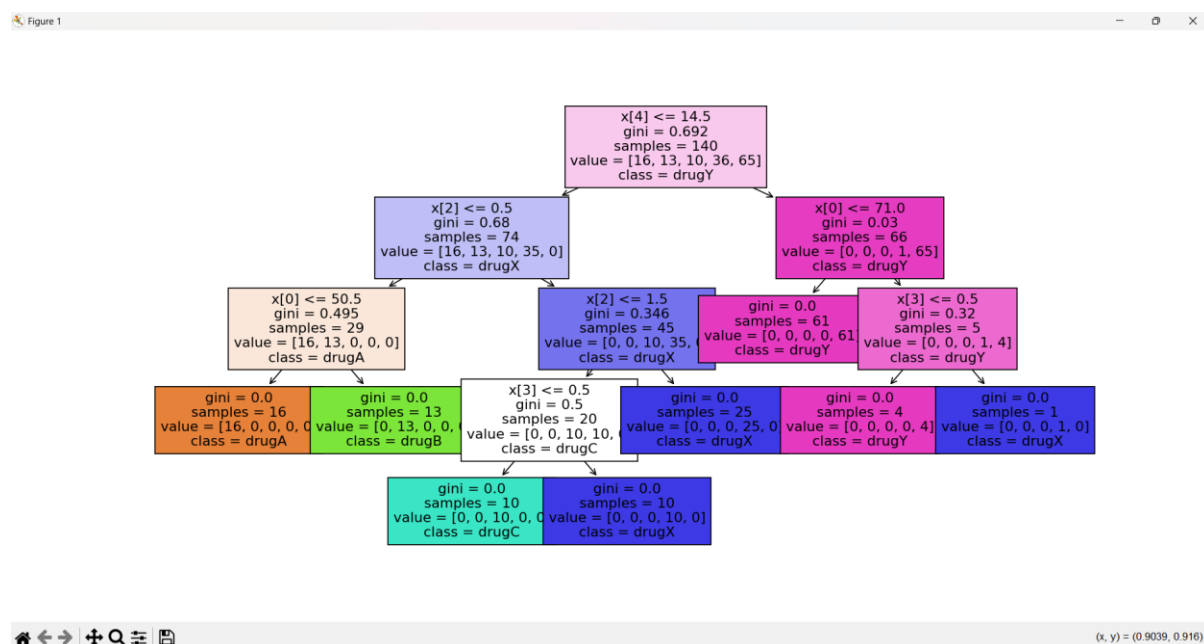 Figure 1
x[4] <= 14.5
gini = 0.692
samples = 140
value = [16, 13, 10, 36, 65]
class = drugY
x[2] <= 0.5
gini = 0.68
samples = 74
value = [16, 13, 10, 35, 0]
class = drugX
x[0] <= 71.0
gini = 0.03
samples = 66
value = [0, 0, 0, 1, 65]
class = drugY
x[0] <= 50.5
gini = 0.495
samples = 29
value = [16, 13, 0, 0, 0]
class = drugA
x[2] <= 1.5
gini = 0.346
samples = 45
value = [0, 0, 10, 35, 0
class = drugX
gini = 0.0
samples = 61
value = [0, 0, 0, 0, 61]
class = drugY
x[3] <= 0.5
gini = 0.32
samples = 5
value = [0, 0, 0, 1, 4]
class = drugY
gini = 0.0
samples = 16
value = [16, 0, 0, 0, 0
class = drugA
gini = 0.0
samples = 13
value = [0, 13, 0, 0, 0
class = drugB
x[3] <= 0.5
gini = 0.5
samples = 20
value = [0, 0, 10, 10,
class = drugC
gini = 0.0
samples = 25
value = [0, 0, 0, 25, 0]
class = drugX
gini = 0.0
samples = 4
value = [0, 0, 0, 0, 4]
class = drugY
gini = 0.0
samples = 1
value = [0, 0, 0, 1, 0]
class = drugX
gini = 0.0
samples = 10
value = [0, 0, 10, 0, 0
class = drugC
gini = 0.0
samples = 10
value = [0, 0, 0, 10, 0]
class = drugX
(x, y) = (0.9039, 0.916)